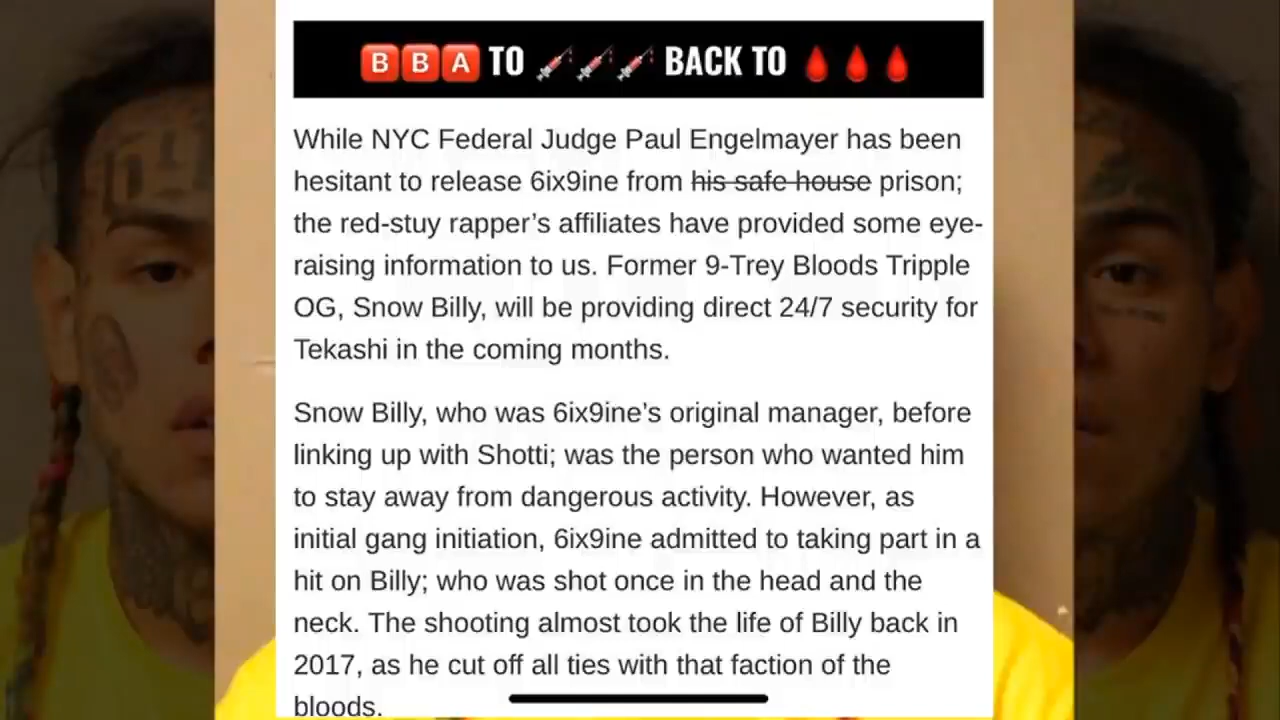 🅱🅱🅰 TO 💉💉💉 BACK TO 🩸🩸🩸
While NYC Federal Judge Paul Engelmayer has been
hesitant to release 6ix9ine from his safe house prison;
the red-stuy rapper’s affiliates have provided some eye-
raising information to us. Former 9-Trey Bloods Tripple
OG, Snow Billy, will be providing direct 24/7 security for
Tekashi in the coming months.
Snow Billy, who was 6ix9ine’s original manager, before
linking up with Shotti; was the person who wanted him
to stay away from dangerous activity. However, as
initial gang initiation, 6ix9ine admitted to taking part in a
hit on Billy; who was shot once in the head and the
neck. The shooting almost took the life of Billy back in
2017, as he cut off all ties with that faction of the
bloods.